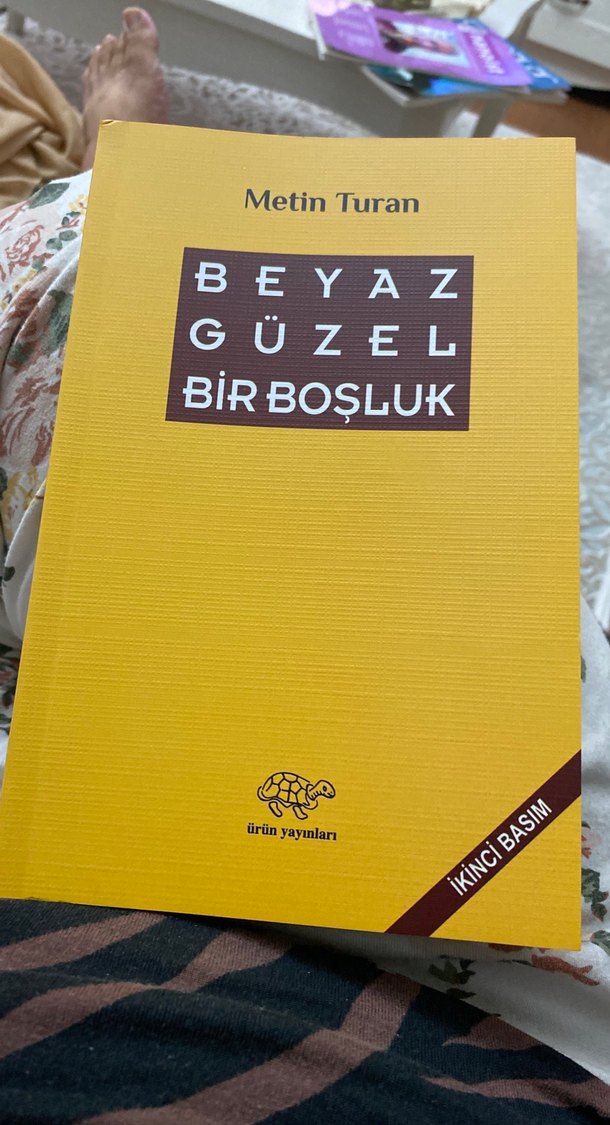 Metin Turan
BEYAZ
GÜZEL
BİR BOŞLUK
ürün yayınları
İKİNCİ BASIM